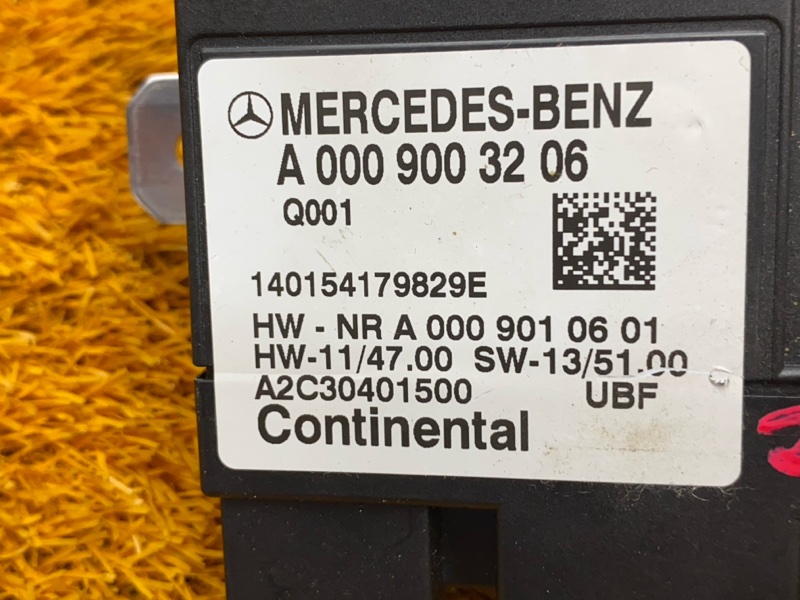 MERCEDES-BENZ
A 000 900 32 06
Q001
140154179829E
HW - NR A 000 901 06 01
HW-11/47.00 SW-13/51.00
A2C30401500 UBF
Continental